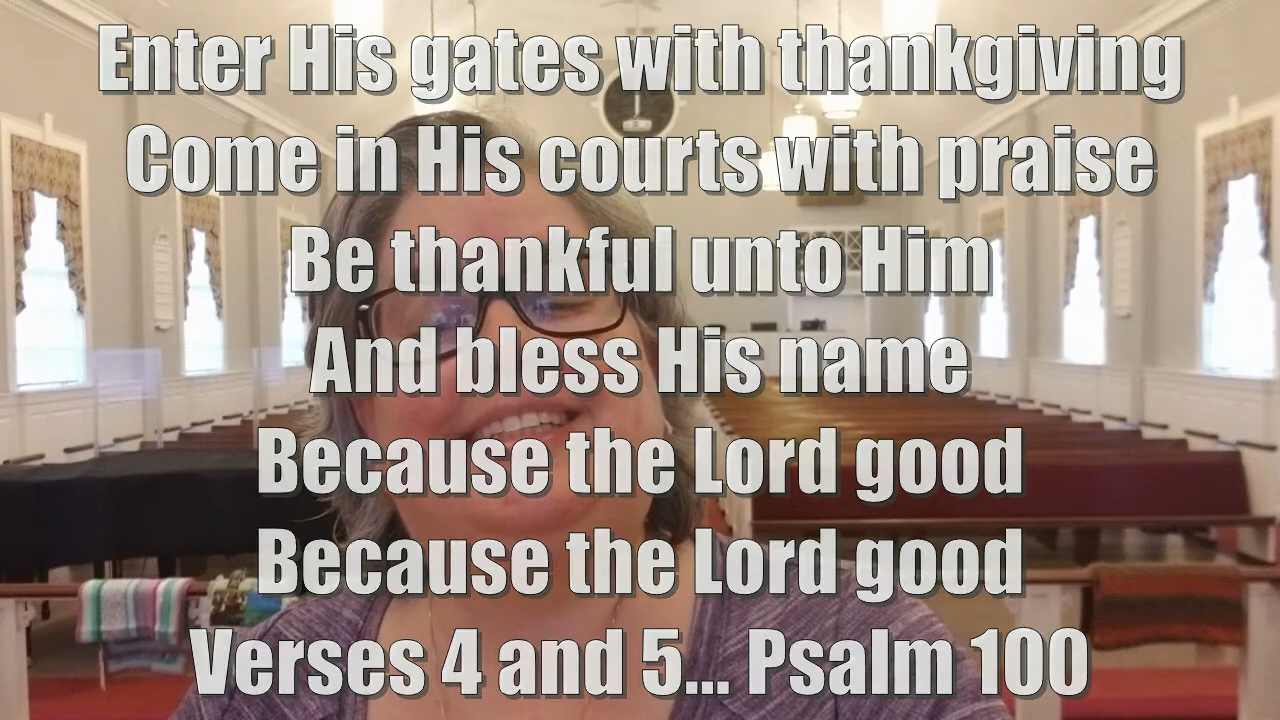 Enter His gates with thankgiving
Come in His courts with praise
Be thankful unto Him
And bless His name
Because the Lord good
Because the Lord good
Verses 4 and 5... Psalm 100